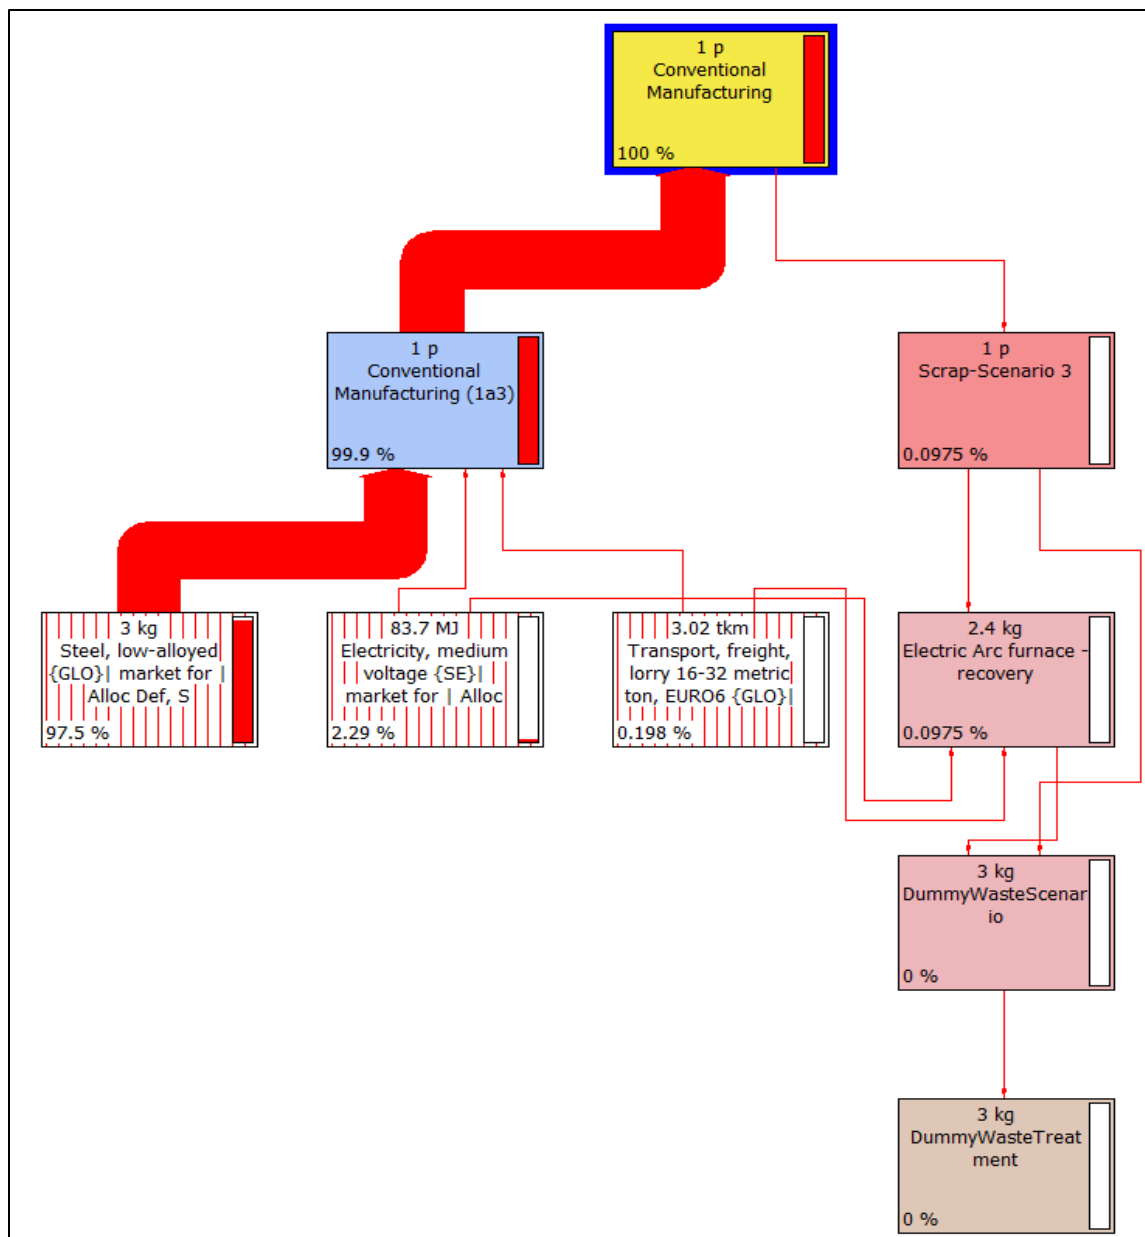 1 p
Conventional
Manufacturing
100 %
1 p
Conventional
Manufacturing (1a3)
99.9 %
1 p
Scrap-Scenario 3
0.0975 %
3 kg
Steel, low-alloyed
{GLO}| market for |
Alloc Def, S
97.5 %
83.7 MJ
Electricity, medium
voltage {SE}|
market for | Alloc
2.29 %
3.02 tkm
Transport, freight,
lorry 16-32 metric
ton, EURO6 {GLO}|
0.198 %
2.4 kg
Electric Arc furnace -
recovery
0.0975 %
3 kg
DummyWasteScenar
io
0 %
3 kg
DummyWasteTreat
ment
0 %